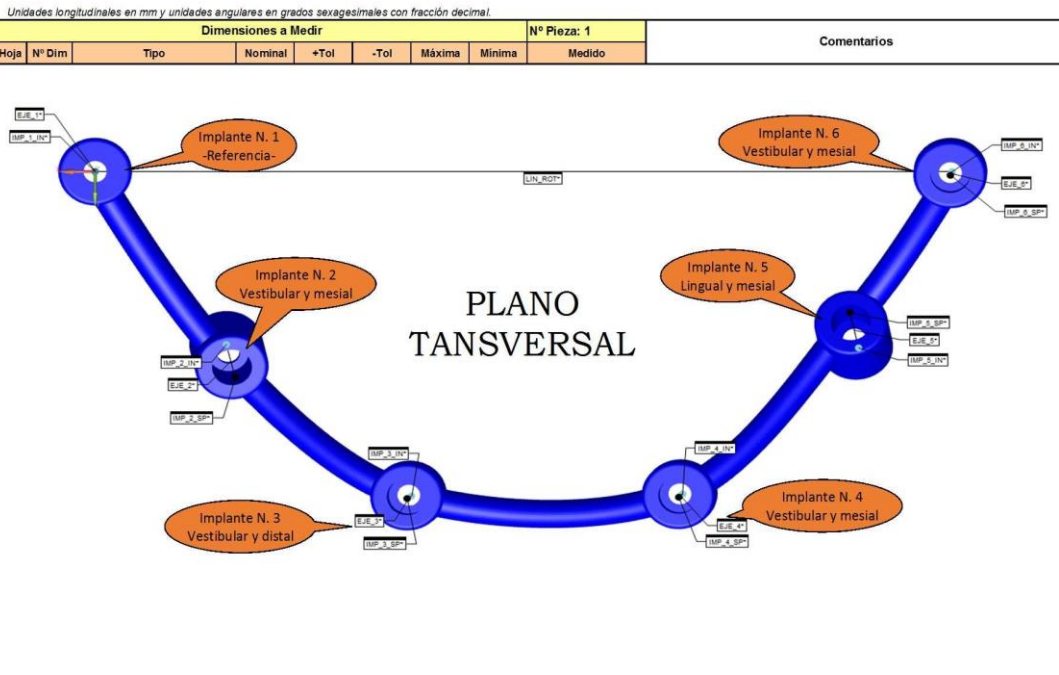 Unidades longitudinales en mm y unidades angulares en grados sexagesimales con fracción decimal.
Dimensiones a Medir
Nº Pieza: 1
Comentarios
Hoja Nº Dim Tipo Nominal +Tol -Tol Máxima Mínima Medido
EJE_1*
IMP_1_IN*
Implante N. 1
-Referencia-
Implante N. 6
Vestibular y mesial
IMP_6_IN*
LIN_ROT*
EJE_6*
IMP_6_SP*
Implante N. 2
Vestibular y mesial
Implante N. 5
Lingual y mesial
PLANO
TANSVERSAL
IMP_5_SP*
EJE_5*
IMP_5_IN*
IMP_2_IN*
EJE_2*
IMP_2_SP*
IMP_3_IN*
IMP_4_IN*
Implante N. 3
Vestibular y distal
EJE_3*
IMP_3_SP*
Implante N. 4
Vestibular y mesial
EJE_4*
IMP_4_SP*